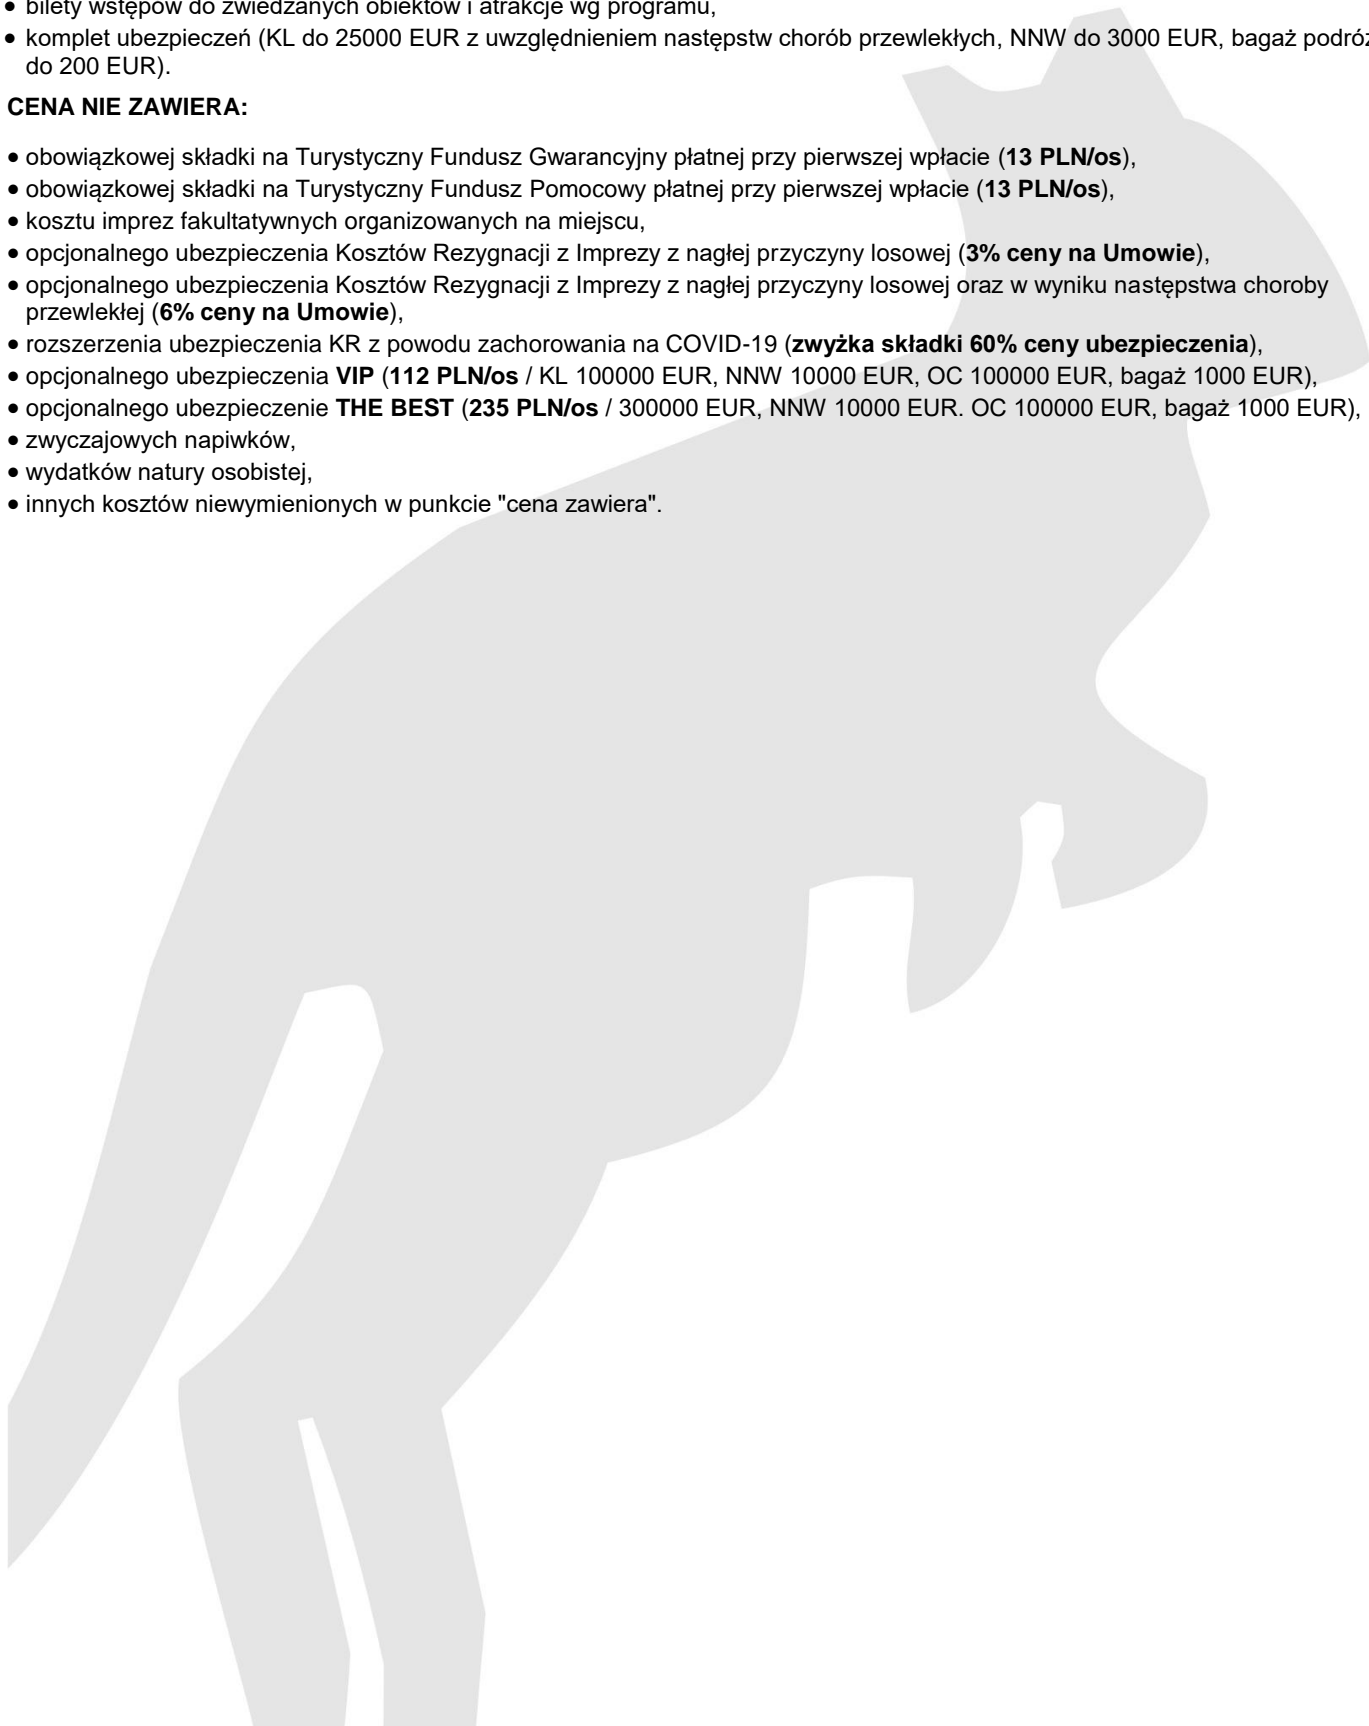 • bilety wstępów do zwiedzanych obiektów i atrakcje wg programu,
• komplet ubezpieczeń (KL do 25000 EUR z uwzględnieniem następstw chorób przewlekłych, NNW do 3000 EUR, bagaż podróż
do 200 EUR).
CENA NIE ZAWIERA:
• obowiązkowej składki na Turystyczny Fundusz Gwarancyjny płatnej przy pierwszej wpłacie (13 PLN/os),
• obowiązkowej składki na Turystyczny Fundusz Pomocowy płatnej przy pierwszej wpłacie (13 PLN/os),
• kosztu imprez fakultatywnych organizowanych na miejscu,
• opcjonalnego ubezpieczenia Kosztów Rezygnacji z Imprezy z nagłej przyczyny losowej (3% ceny na Umowie),
• opcjonalnego ubezpieczenia Kosztów Rezygnacji z Imprezy z nagłej przyczyny losowej oraz w wyniku następstwa choroby
przewlekłej (6% ceny na Umowie),
• rozszerzenia ubezpieczenia KR z powodu zachorowania na COVID-19 (zwyżka składki 60% ceny ubezpieczenia),
• opcjonalnego ubezpieczenia VIP (112 PLN/os / KL 100000 EUR, NNW 10000 EUR, OC 100000 EUR, bagaż 1000 EUR),
• opcjonalnego ubezpieczenie THE BEST (235 PLN/os / 300000 EUR, NNW 10000 EUR. OC 100000 EUR, bagaż 1000 EUR),
• zwyczajowych napiwków,
• wydatków natury osobistej,
• innych kosztów niewymienionych w punkcie "cena zawiera".